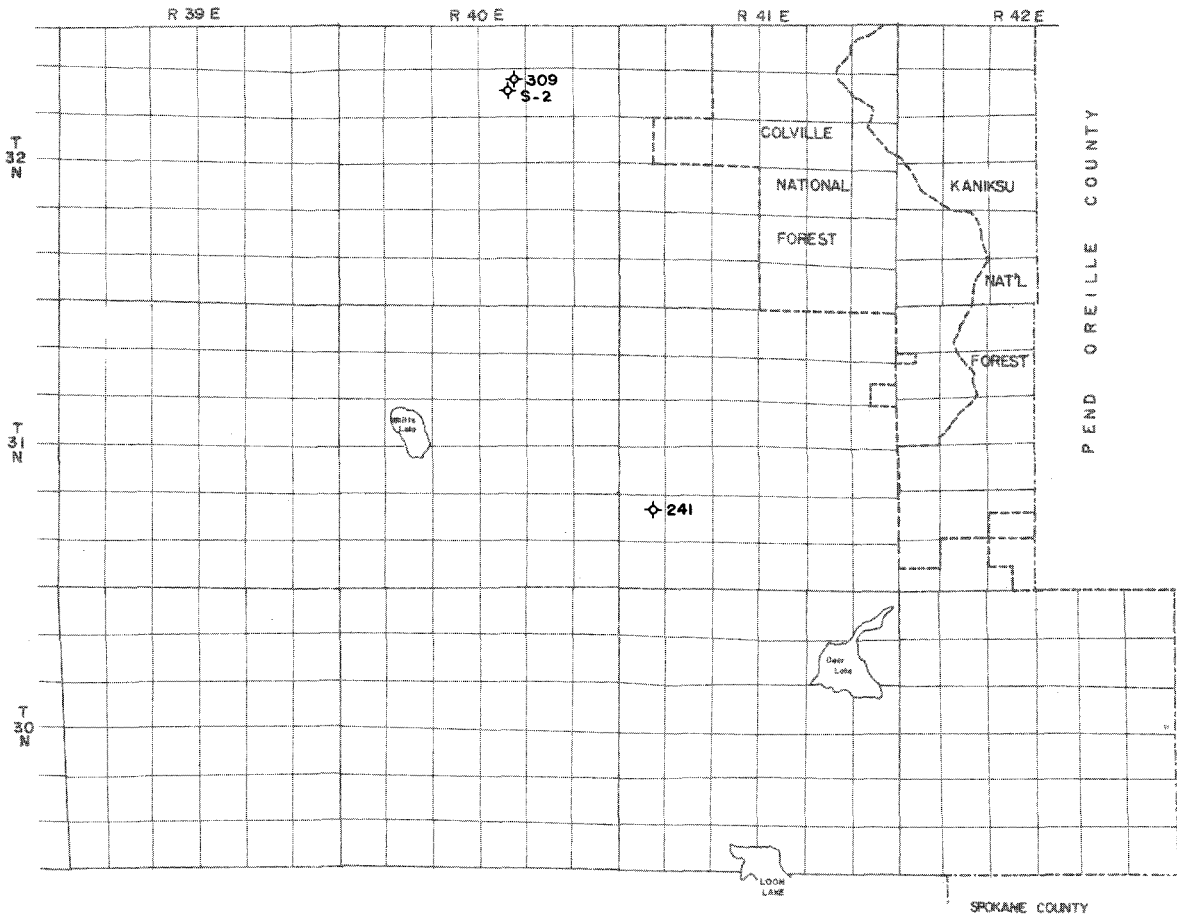 R 39 E
R 40 E
R 41 E
R 42 E
309
S-2
T
32
N
COLVILLE
NATIONAL
FOREST
KANIKSU
NAT'L
FOREST
PEND OREILLE COUNTY
Lake
T
31
N
241
Deer
Lake
T
30
N
LOON
LAKE
SPOKANE COUNTY